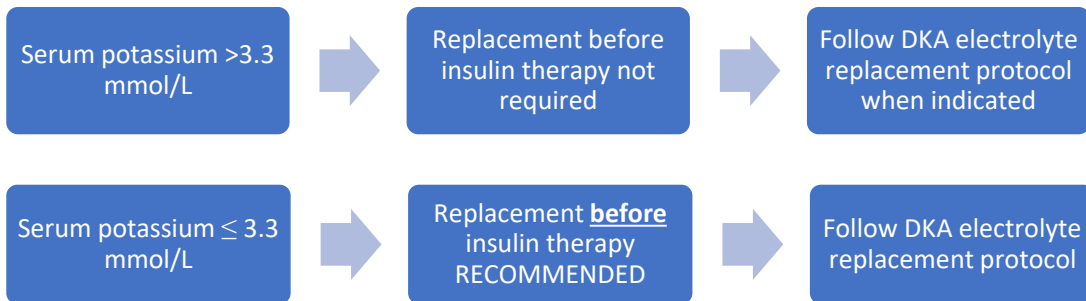 Serum potassium >3.3
mmol/L
Replacement before
insulin therapy not
required
Follow DKA electrolyte
replacement protocol
when indicated
Serum potassium ≤ 3.3
mmol/L
Replacement before
insulin therapy
RECOMMENDED
Follow DKA electrolyte
replacement protocol